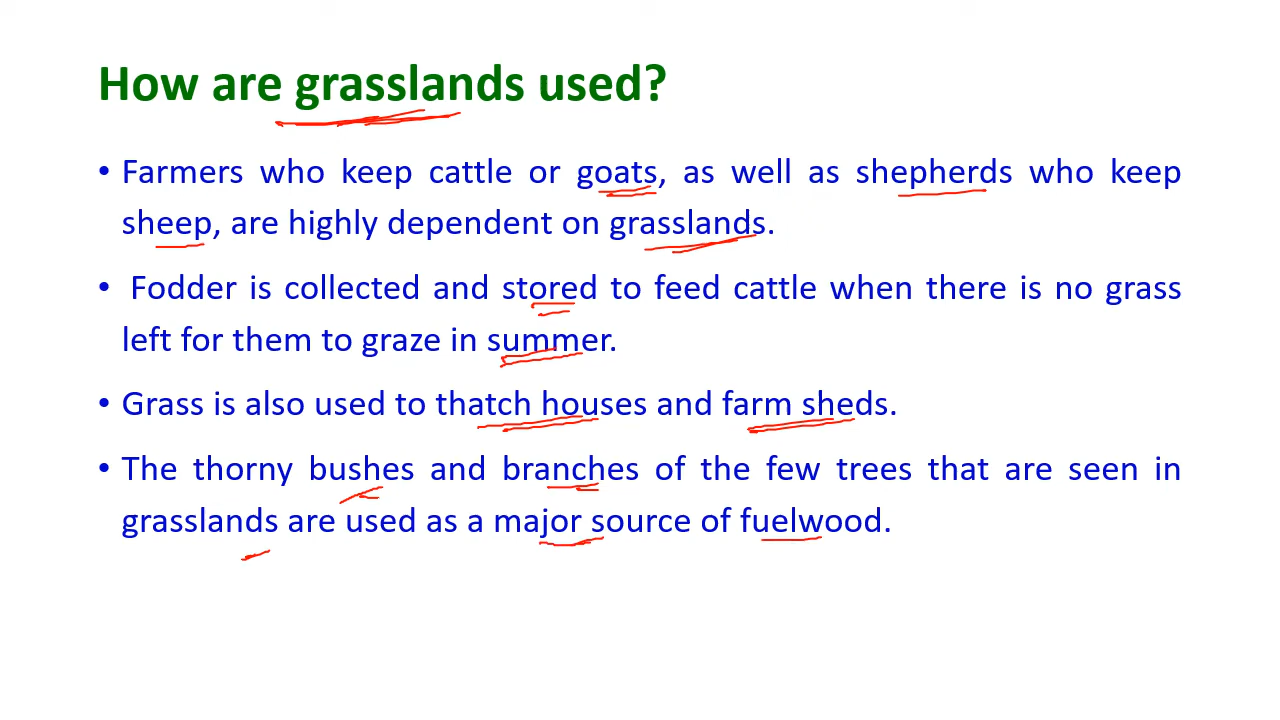 How are grasslands used?
• Farmers who keep cattle or goats, as well as shepherds who keep
sheep, are highly dependent on grasslands.
• Fodder is collected and stored to feed cattle when there is no grass
left for them to graze in summer.
• Grass is also used to thatch houses and farm sheds.
• The thorny bushes and branches of the few trees that are seen in
grasslands are used as a major source of fuelwood.